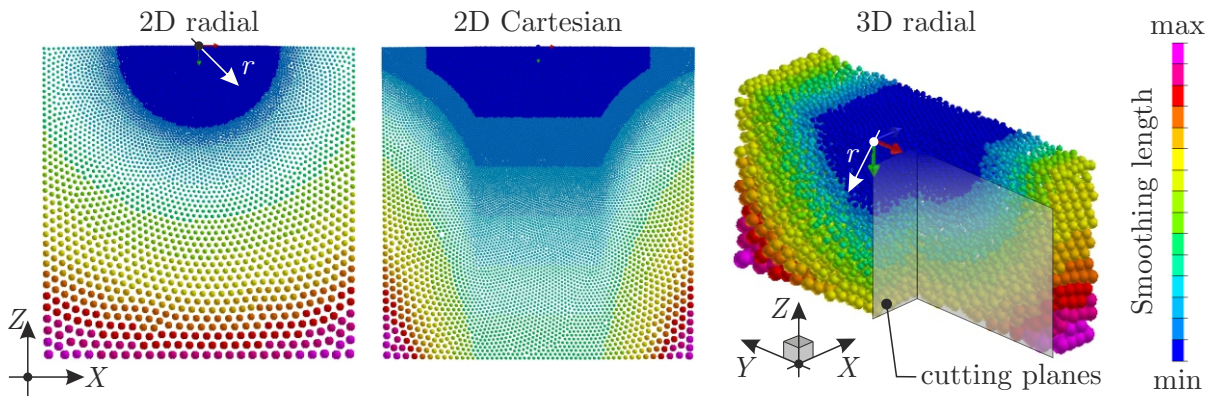 2D radial
2D Cartesian
3D radial
max
r
r
Smoothing length
Z
X
Z
Y
X
cutting planes
min